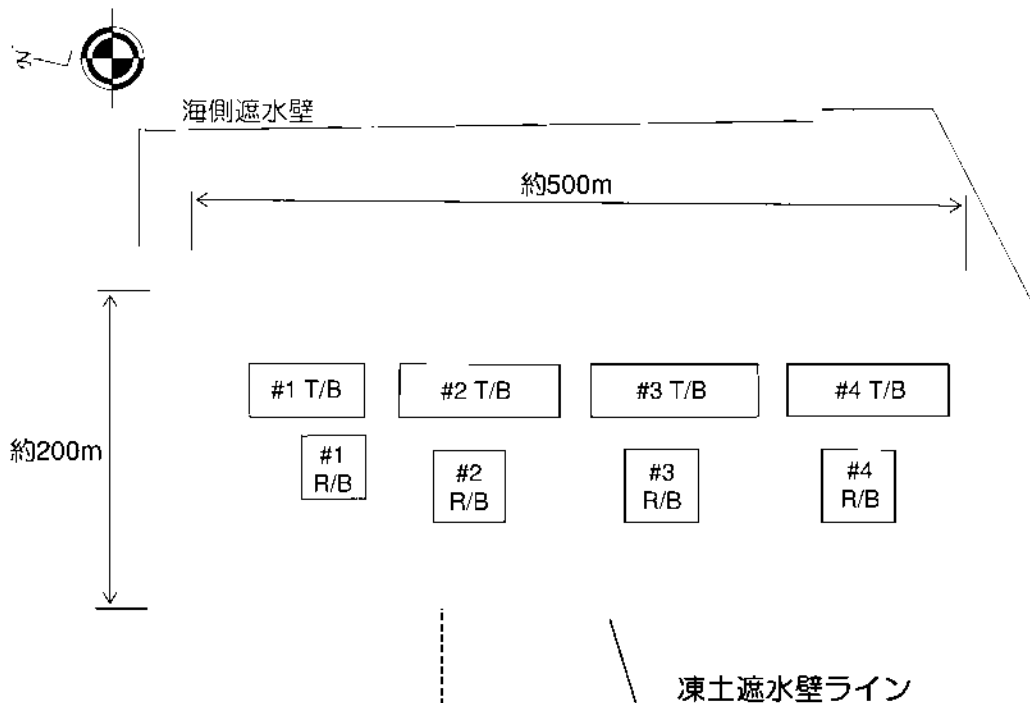 N
海側遮水壁
約500m
#1 T/B
#2 T/B
#3 T/B
#4 T/B
約200m
#1
R/B
#2
R/B
#3
R/B
#4
R/B
凍土遮水壁ライン